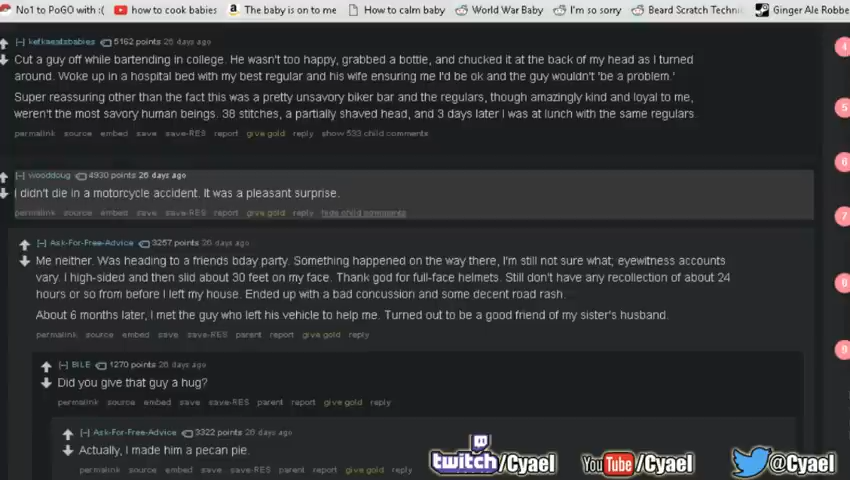 No1 to PoGO with :( how to cook babies The baby is on to me How to calm baby World War Baby I'm so sorry Beard Scratch Techni Ginger Ale Robbe
[-] kefkaeatsbabies 5162 points 26 days ago
Cut a guy off while bartending in college. He wasn't too happy, grabbed a bottle, and chucked it at the back of my head as I turned
around. Woke up in a hospital bed with my best regular and his wife ensuring me I'd be ok and the guy wouldn't 'be a problem.'
Super reassuring other than the fact this was a pretty unsavory biker bar and the regulars, though amazingly kind and loyal to me,
weren't the most savory human beings. 38 stitches, a partially shaved head, and 3 days later I was at lunch with the same regulars.
permalink source embed save save-RES report give gold reply show 533 child comments
[-] wooddoug 4930 points 26 days ago
I didn't die in a motorcycle accident. It was a pleasant surprise.
permalink source embed save save-RES report give gold reply hide child comments
[-] Ask-For-Free-Advice 3257 points 26 days ago
Me neither. Was heading to a friends bday party. Something happened on the way there, I'm still not sure what; eyewitness accounts
vary. I high-sided and then slid about 30 feet on my face. Thank god for full-face helmets. Still don't have any recollection of about 24
hours or so from before I left my house. Ended up with a bad concussion and some decent road rash.
About 6 months later, I met the guy who left his vehicle to help me. Turned out to be a good friend of my sister's husband.
permalink source embed save save-RES parent report give gold reply
[-] BILE 1270 points 26 days ago
Did you give that guy a hug?
permalink source embed save save-RES parent report give gold reply
[-] Ask-For-Free-Advice 3322 points 26 days ago
Actually, I made him a pecan pie.
permalink source embed save save-RES parent report give gold reply
4
5
6
7
8
9
twitch/Cyael YouTube/Cyael @Cyael